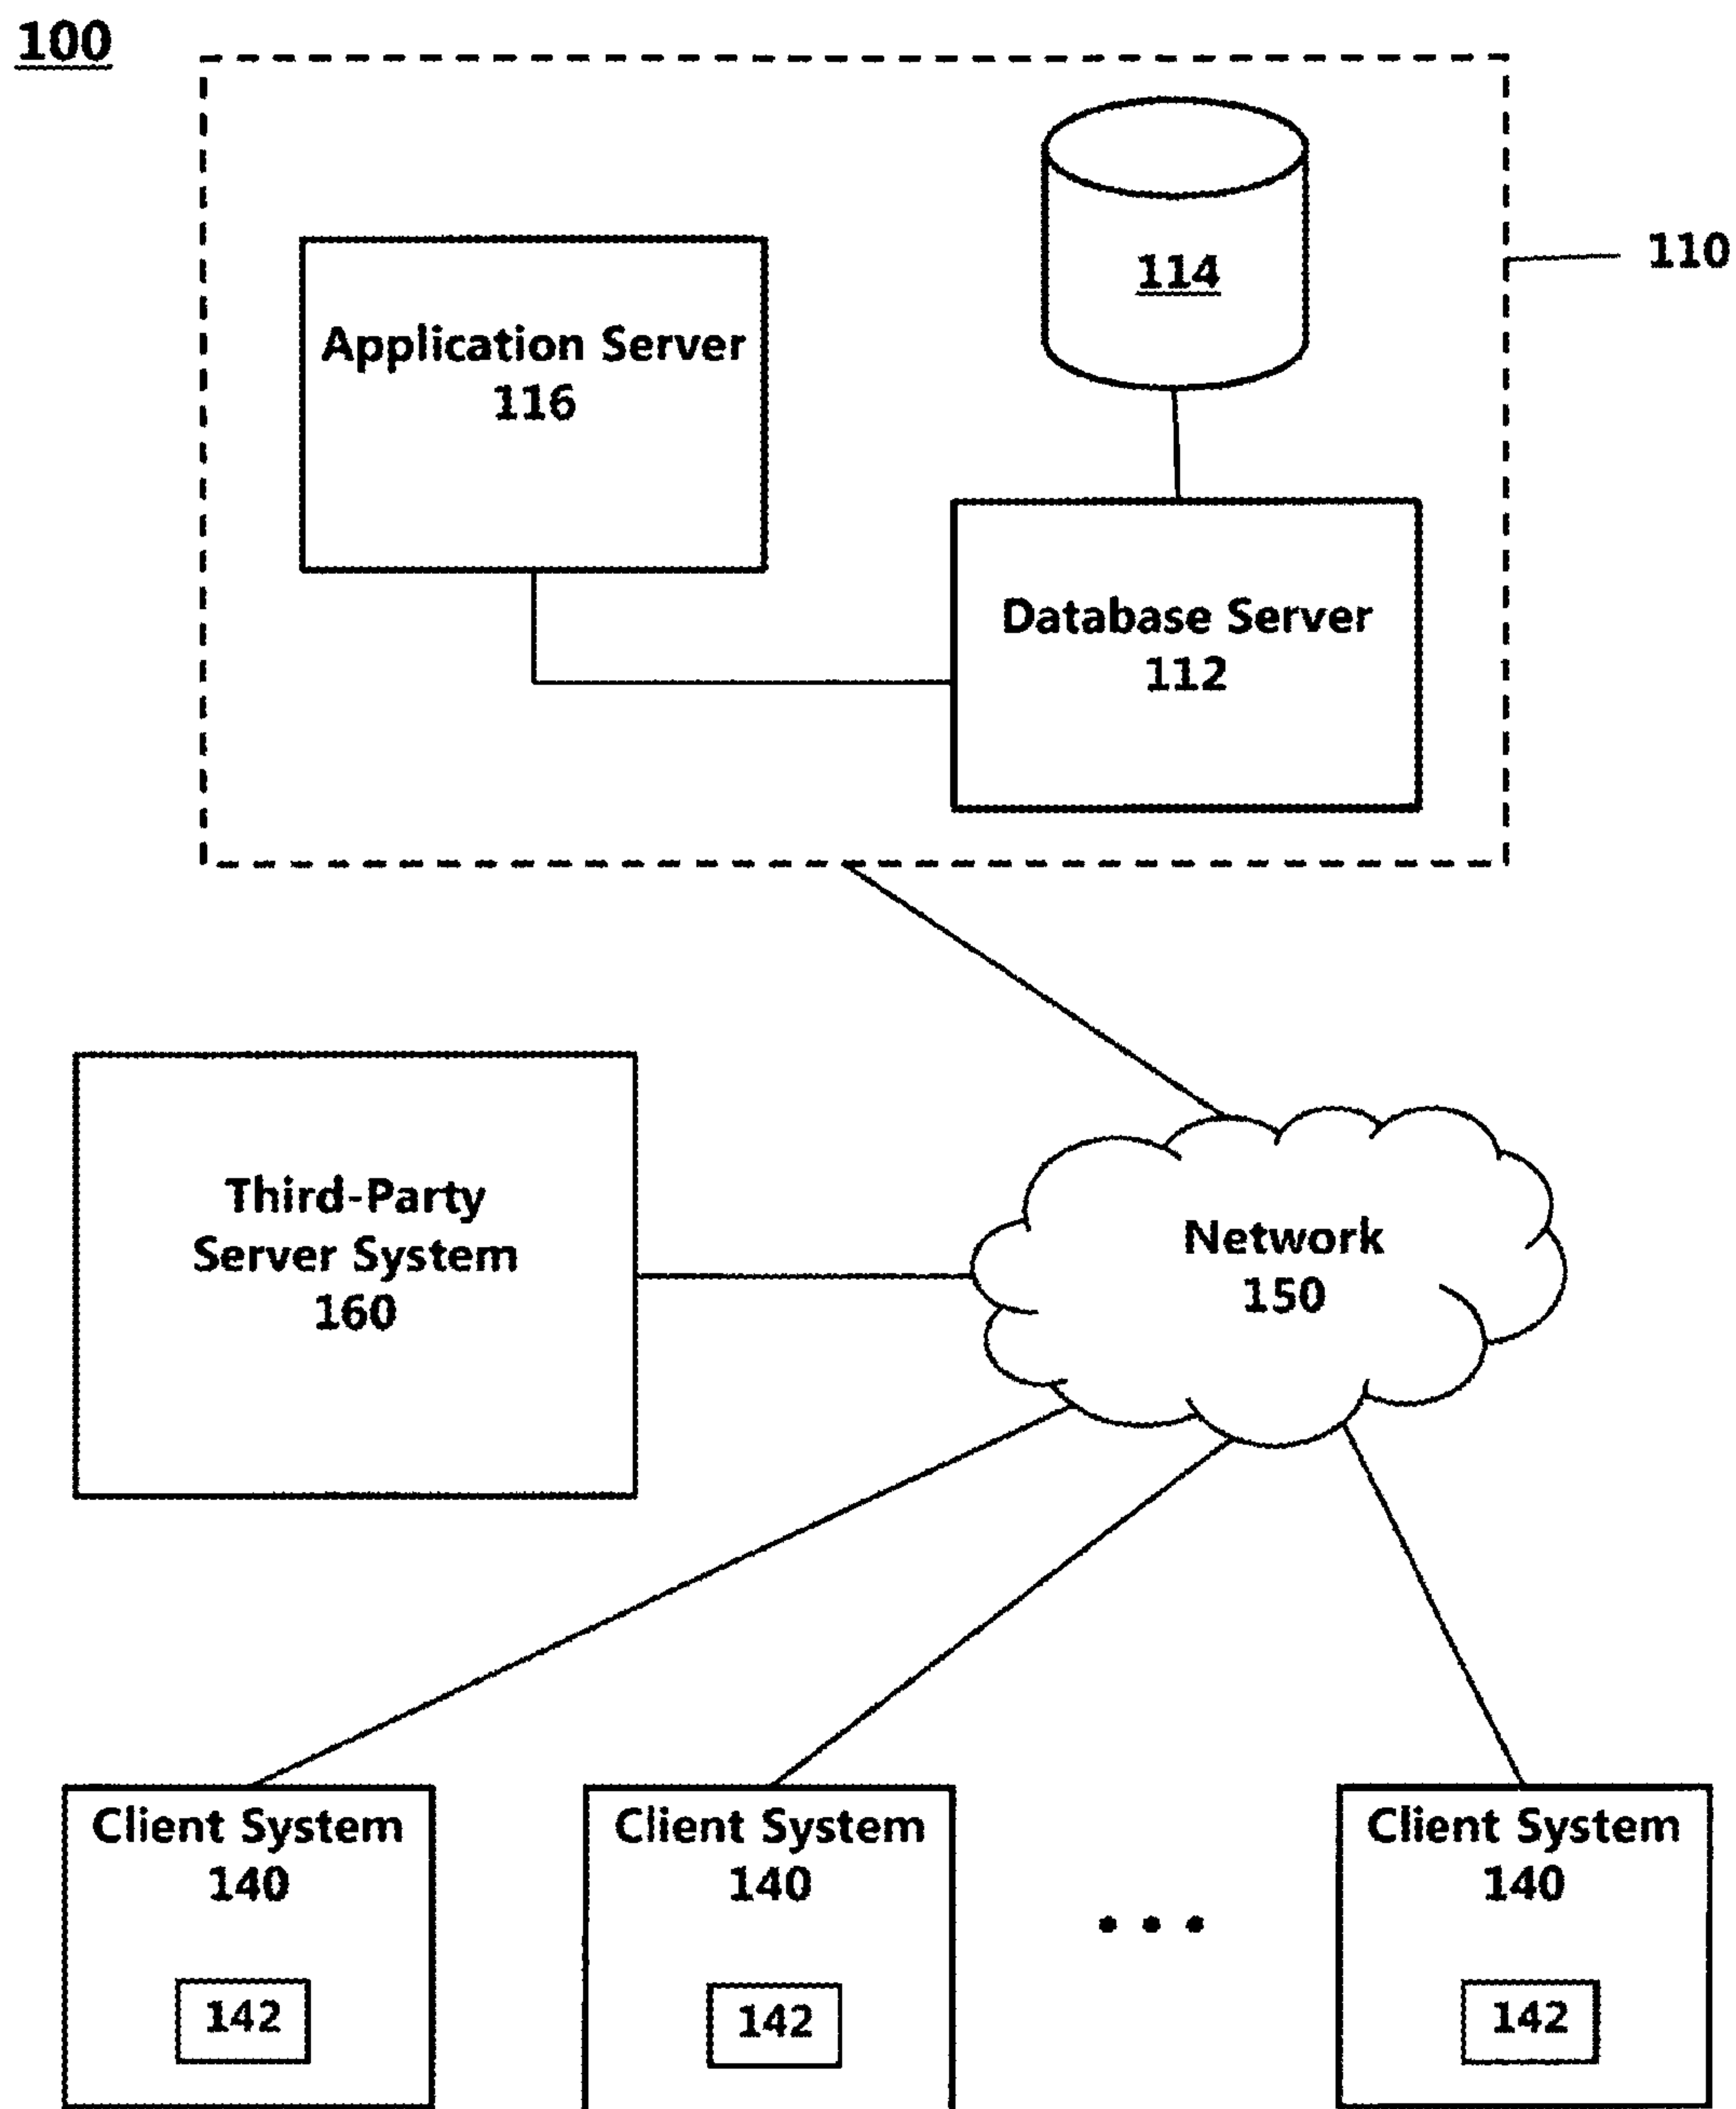 100
114
110
Application Server
116
Database Server
112
Third-Party
Server System
160
Network
150
Client System
140
142
Client System
140
142
Client System
140
142